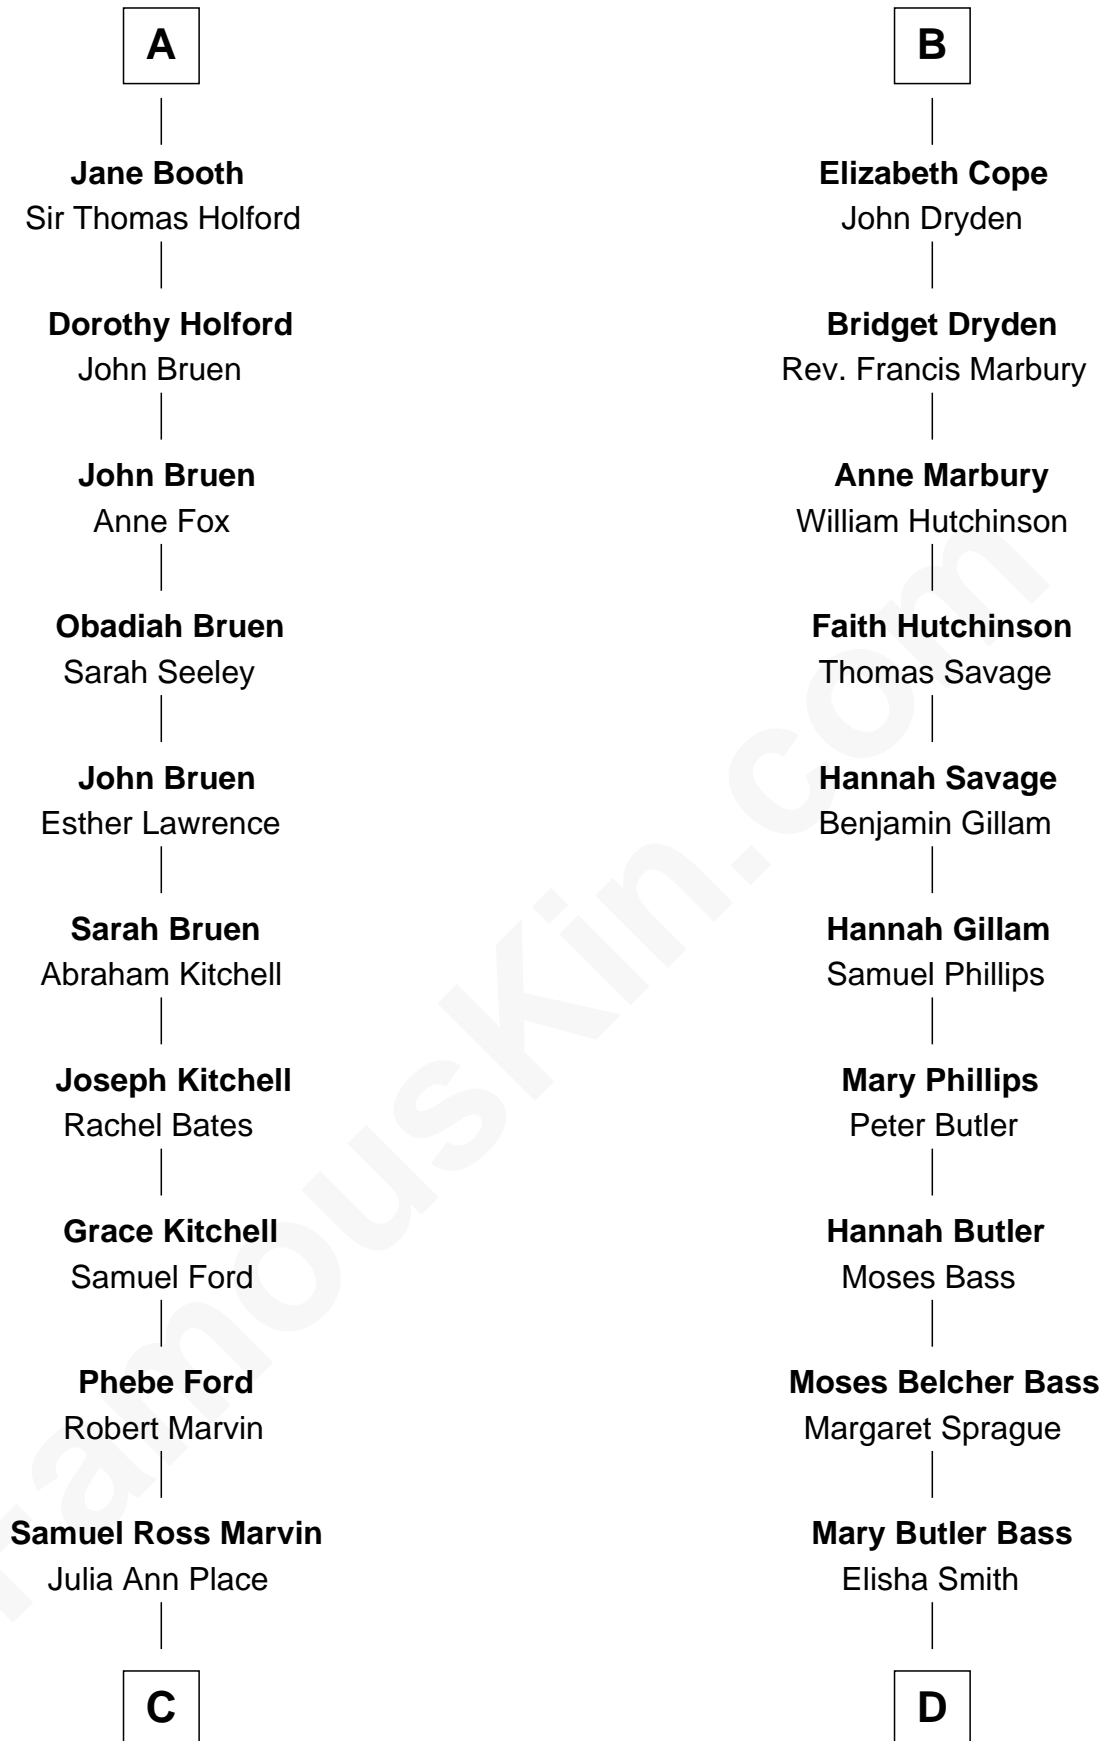 A
Jane Booth
Sir Thomas Holford
Dorothy Holford
John Bruen
John Bruen
Anne Fox
Obadiah Bruen
Sarah Seeley
John Bruen
Esther Lawrence
Sarah Bruen
Abraham Kitchell
Joseph Kitchell
Rachel Bates
Grace Kitchell
Samuel Ford
Phebe Ford
Robert Marvin
Samuel Ross Marvin
Julia Ann Place
C
B
Elizabeth Cope
John Dryden
Bridget Dryden
Rev. Francis Marbury
Anne Marbury
William Hutchinson
Faith Hutchinson
Thomas Savage
Hannah Savage
Benjamin Gillam
Hannah Gillam
Samuel Phillips
Mary Phillips
Peter Butler
Hannah Butler
Moses Bass
Moses Belcher Bass
Margaret Sprague
Mary Butler Bass
Elisha Smith
D
FamousKin.com